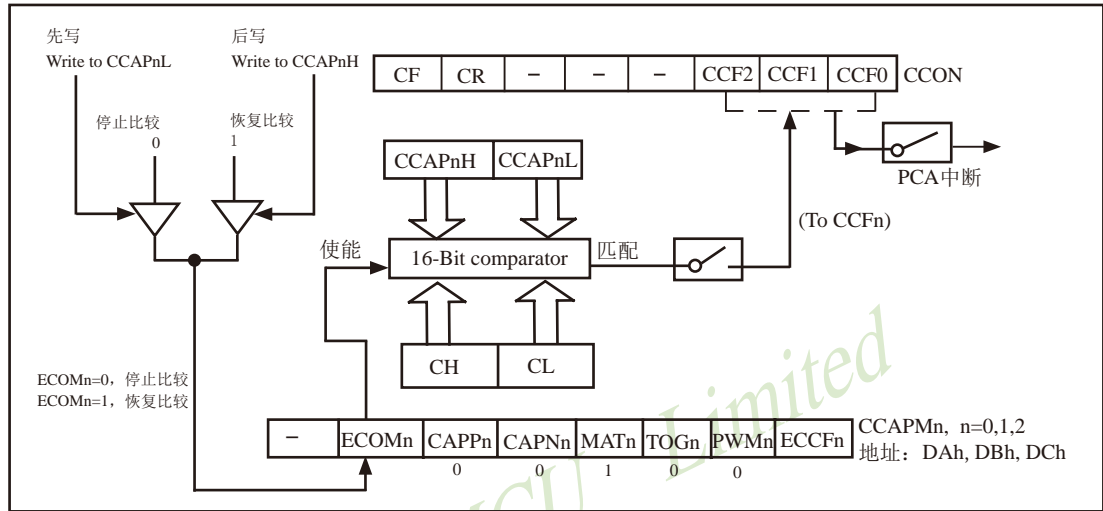 先写
Write to CCAPnL
后写
Write to CCAPnH
CF CR – – – CCF2 CCF1 CCF0 CCON
停止比较
0
恢复比较
1
CCAPnH CCAPnL
PCA中断
(To CCFn)
使能
16-Bit comparator
匹配
CH CL
ECOMn=0，停止比较
ECOMn=1，恢复比较
– ECOMn CAPPn CAPNn MATn TOGn PWMn ECCFn
CCAPMn, n=0,1,2
地址：DAh, DBh, DCh
0 0 1 0 0
MCU Limited